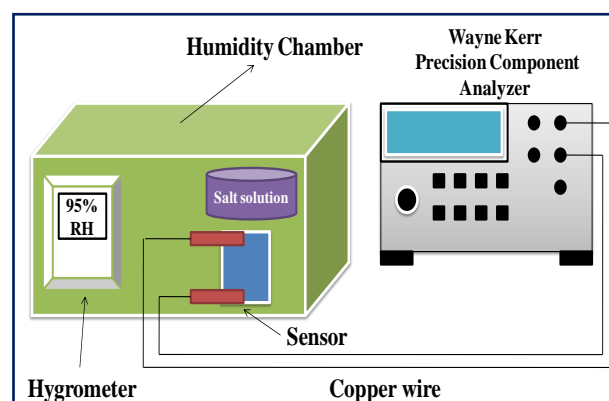 Humidity Chamber
Wayne Kerr
Precision Component
Analyzer
95%
RH
Salt solution
Sensor
Hygrometer
Copper wire